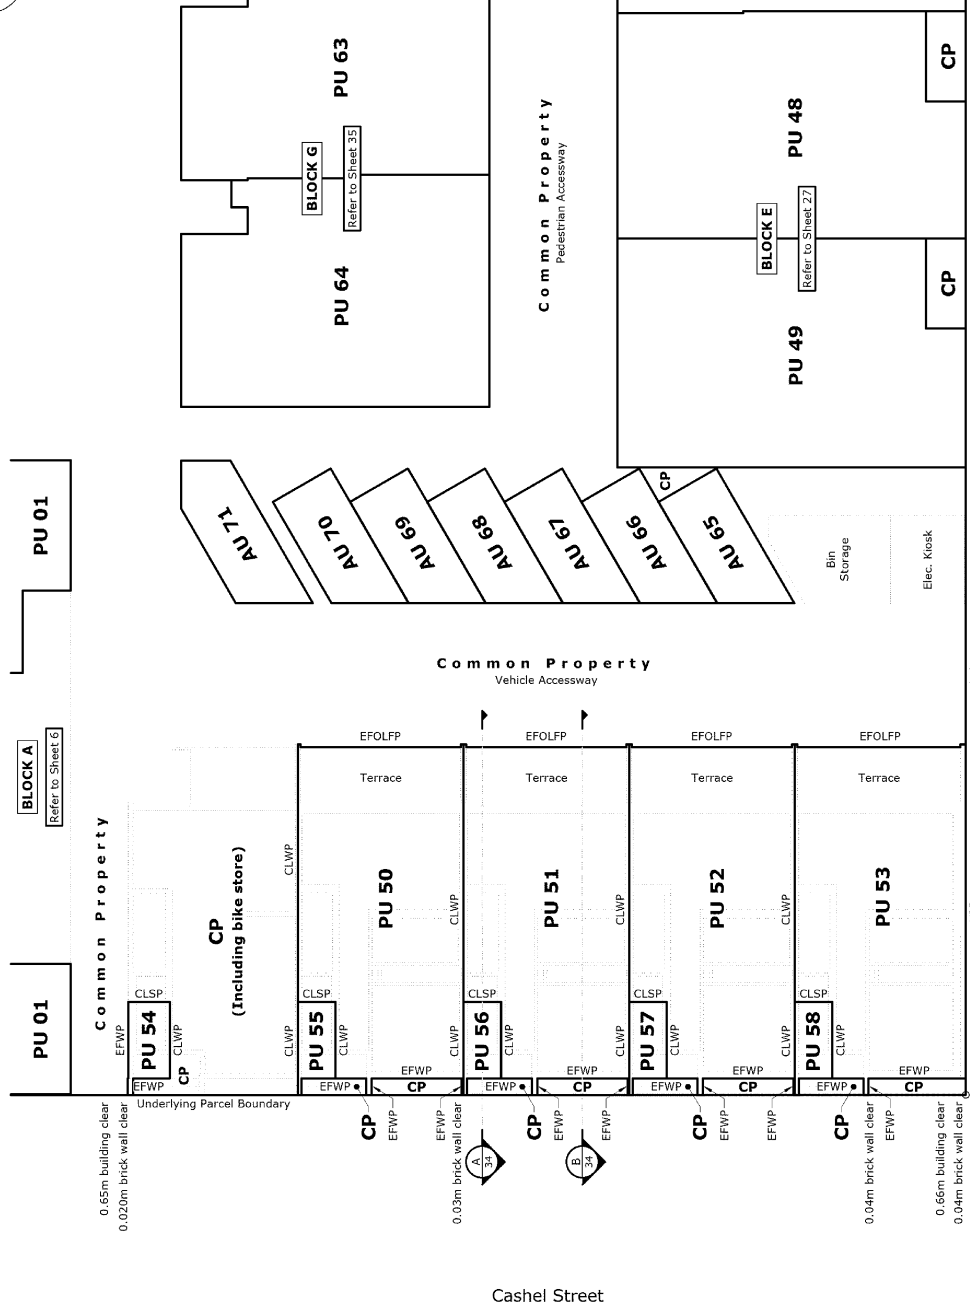 PU 63
BLOCK G
Refer to Sheet 35
PU 64
Common Property
Pedestrian Accessway
CP
PU 48
BLOCK E
Refer to Sheet 27
CP
PU 49
PU 01
AU 71
AU 70
AU 69
AU 68
AU 67
AU 66
CP
AU 65
Bin
Storage
Elec. Kiosk
Common Property
Vehicle Accessway
BLOCK A
Refer to Sheet 6
EFOLFP
EFOLFP
EFOLFP
EFOLFP
Terrace
Terrace
Terrace
Terrace
Common Property
CP
(Including bike store)
CLWP
PU 50
CLWP
PU 51
CLWP
PU 52
CLWP
PU 53
PU 01
EFWP
CLSP
PU 54
CLWP
CP
EFWP
CLWP
CLSP
PU 55
CLWP
CLWP
CLSP
PU 56
CLWP
CLWP
CLSP
PU 57
CLWP
CLWP
CLSP
PU 58
CLWP
EFWP
EFWP
EFWP
EFWP
EFWP
CP
EFWP
CP
EFWP
CP
EFWP
CP
Underlying Parcel Boundary
CP
EFWP
EFWP
CP
EFWP
EFWP
CP
EFWP
EFWP
CP
EFWP
0.65m building clear
0.020m brick wall clear
0.03m brick wall clear
A
34
B
34
0.04m brick wall clear
0.66m building clear
0.04m brick wall clear
Cashel Street